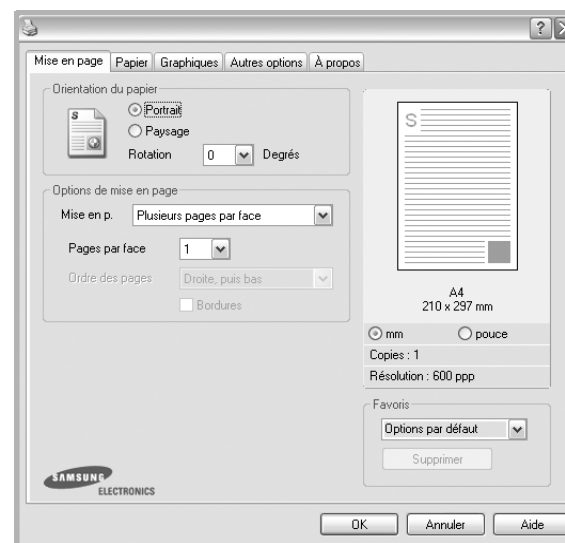 Mise en page Papier Graphiques Autres options À propos
Orientation du papier
S
Portrait
Paysage
Rotation 0 Degrés
Options de mise en page
Mise en p. Plusieurs pages par face
Pages par face 1
Ordre des pages Droite, puis bas
Bordures
SAMSUNG
ELECTRONICS
S
A4
210 x 297 mm
mm pouce
Copies : 1
Résolution : 600 ppp
Favoris
Options par défaut
Supprimer
OK Annuler Aide